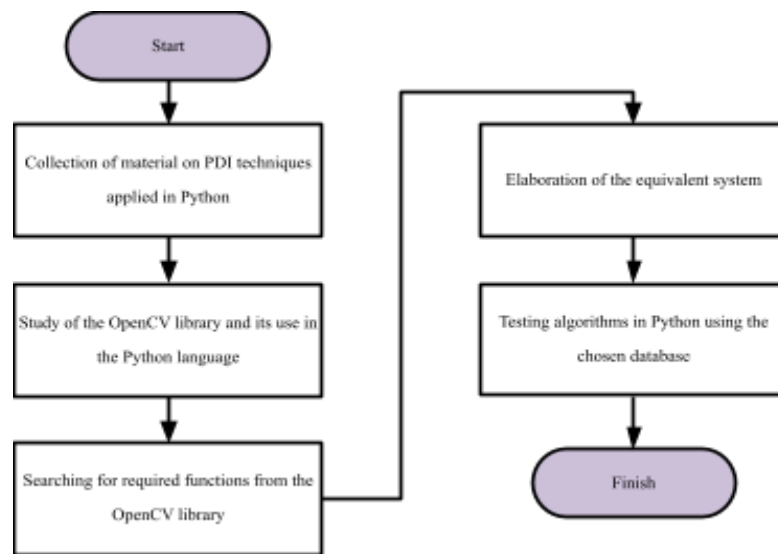 Start
Collection of material on PDI techniques
applied in Python
Study of the OpenCV library and its use in
the Python language
Searching for required functions from the
OpenCV library
Elaboration of the equivalent system
Testing algorithms in Python using the
chosen database
Finish